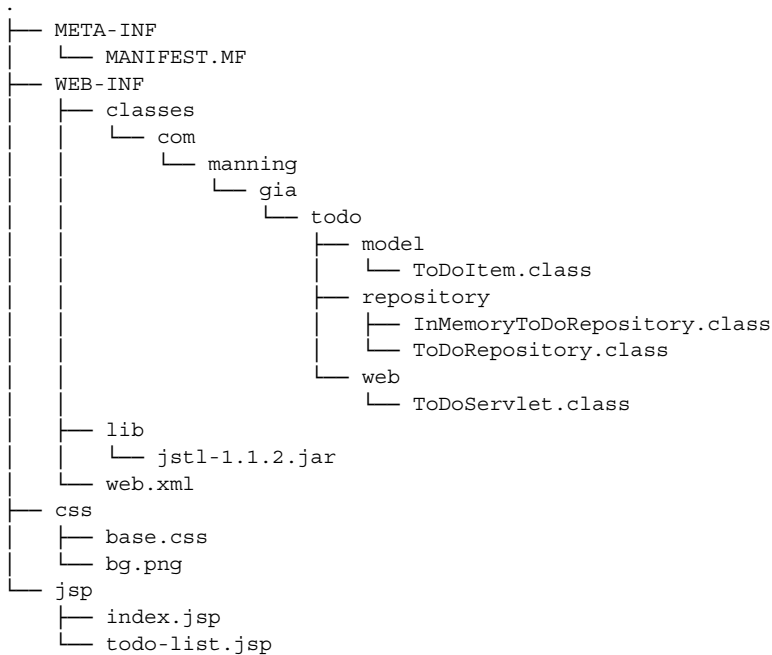 .
├── META-INF
│   └── MANIFEST.MF
├── WEB-INF
│   ├── classes
│   │   └── com
│   │       └── manning
│   │           └── gia
│   │               └── todo
│   │                   ├── model
│   │                   │   └── ToDoItem.class
│   │                   ├── repository
│   │                   │   ├── InMemoryToDoRepository.class
│   │                   │   └── ToDoRepository.class
│   │                   └── web
│   │                       └── ToDoServlet.class
│   ├── lib
│   │   └── jstl-1.1.2.jar
│   └── web.xml
├── css
│   ├── base.css
│   └── bg.png
└── jsp
    ├── index.jsp
    └── todo-list.jsp